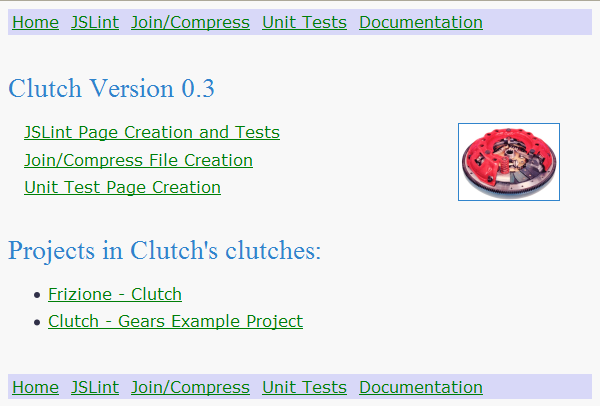 Home JSLint Join/Compress Unit Tests Documentation
Clutch Version 0.3
JSLint Page Creation and Tests
Join/Compress File Creation
Unit Test Page Creation
Projects in Clutch's clutches:
Frizione - Clutch
Clutch - Gears Example Project
Home JSLint Join/Compress Unit Tests Documentation